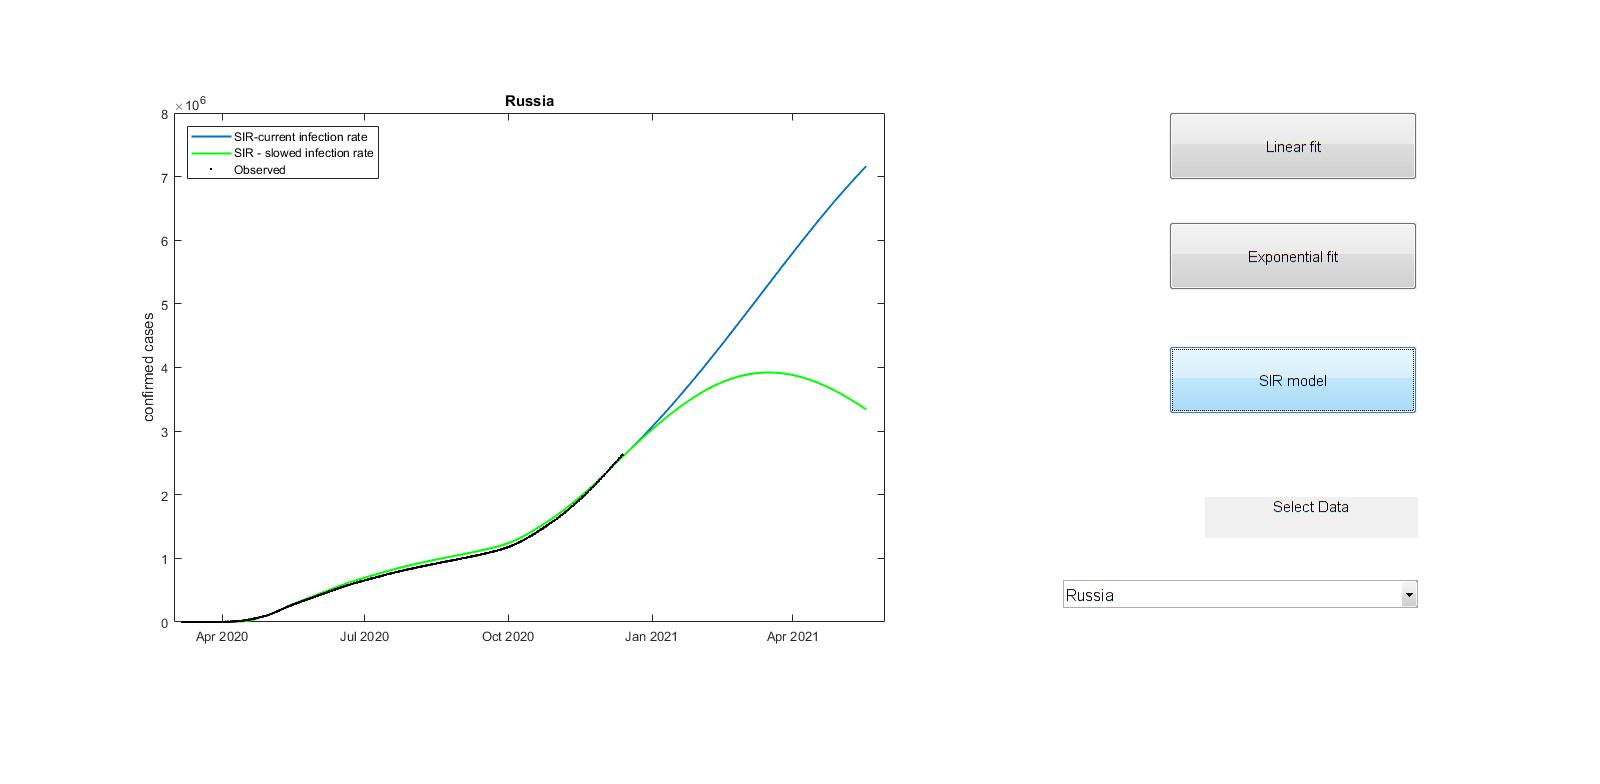 Russia
×10⁶
8
7
6
5
4
3
2
1
0
confirmed cases
SIR-current infection rate
SIR - slowed infection rate
Observed
Apr 2020
Jul 2020
Oct 2020
Jan 2021
Apr 2021
Linear fit
Exponential fit
SIR model
Select Data
Russia